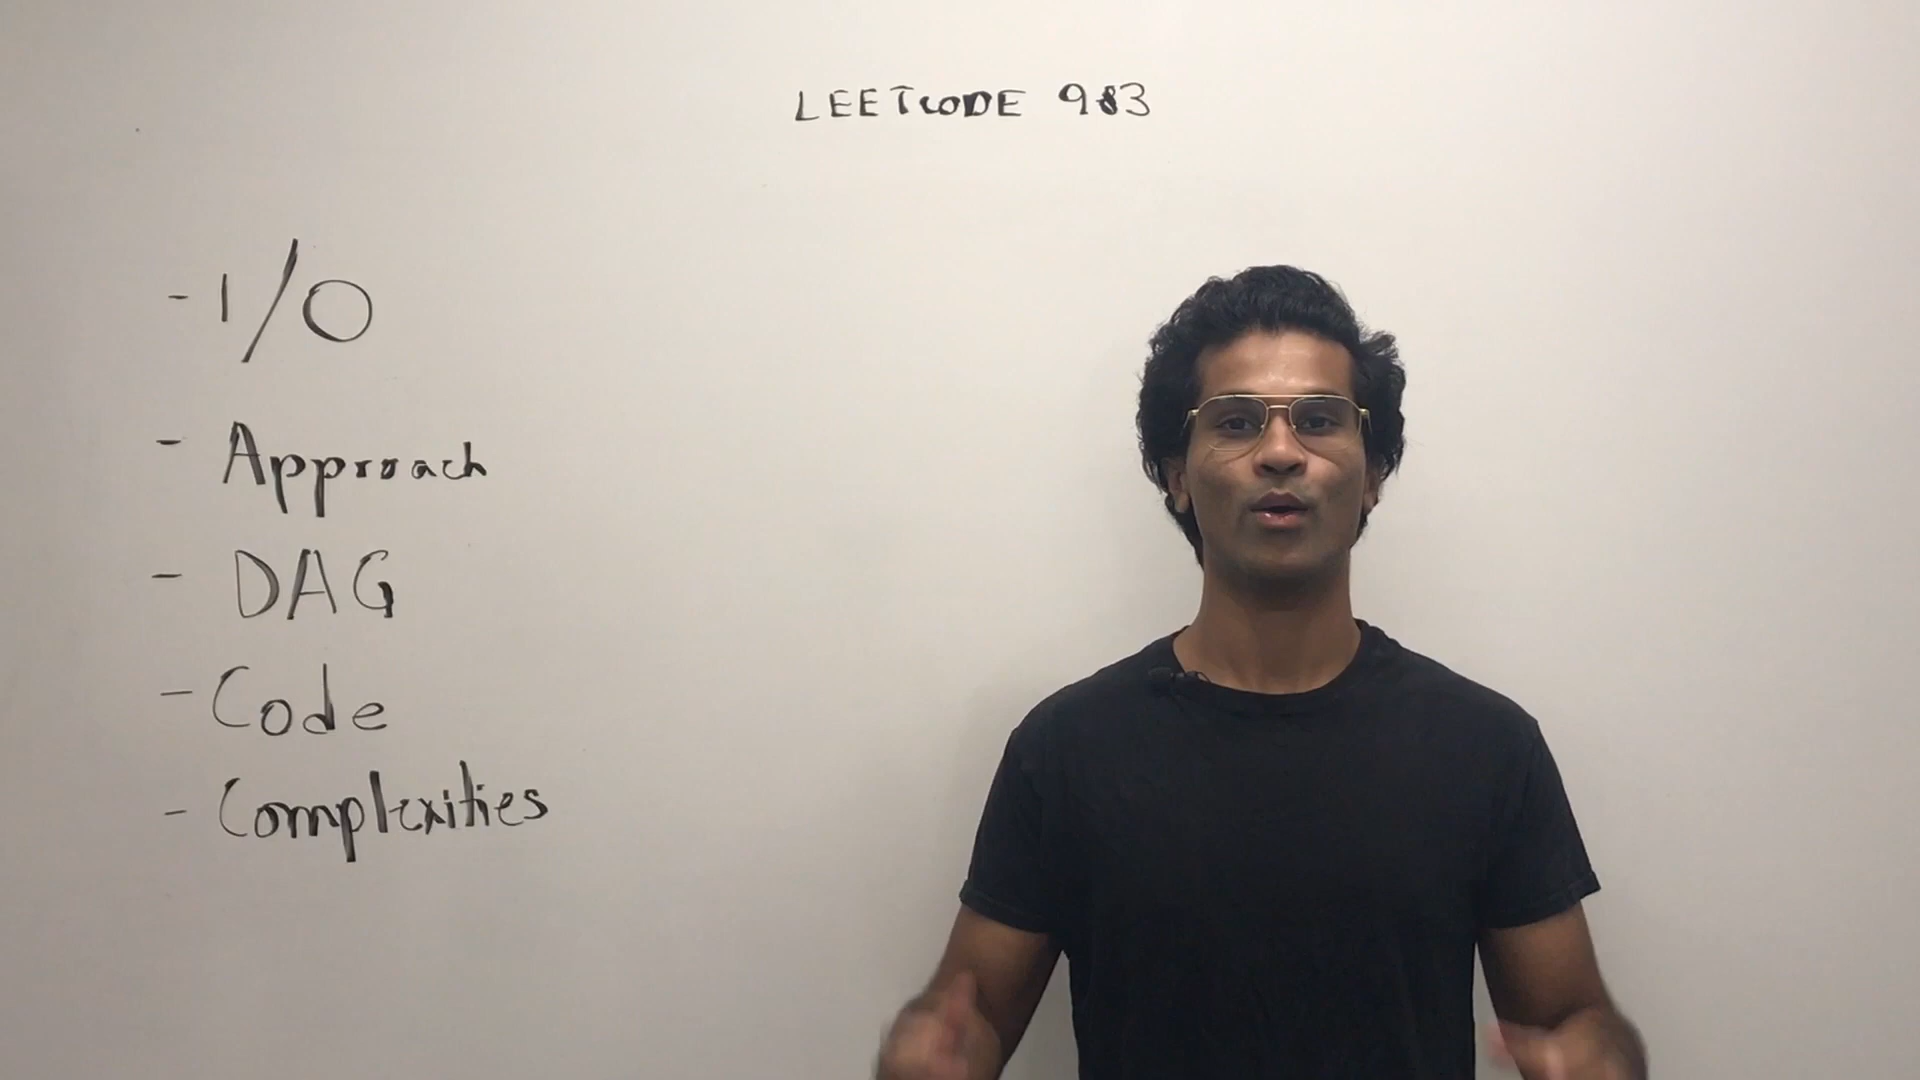 LEETCODE 983
- I/O
- Approach
- DAG
- Code
- Complexities